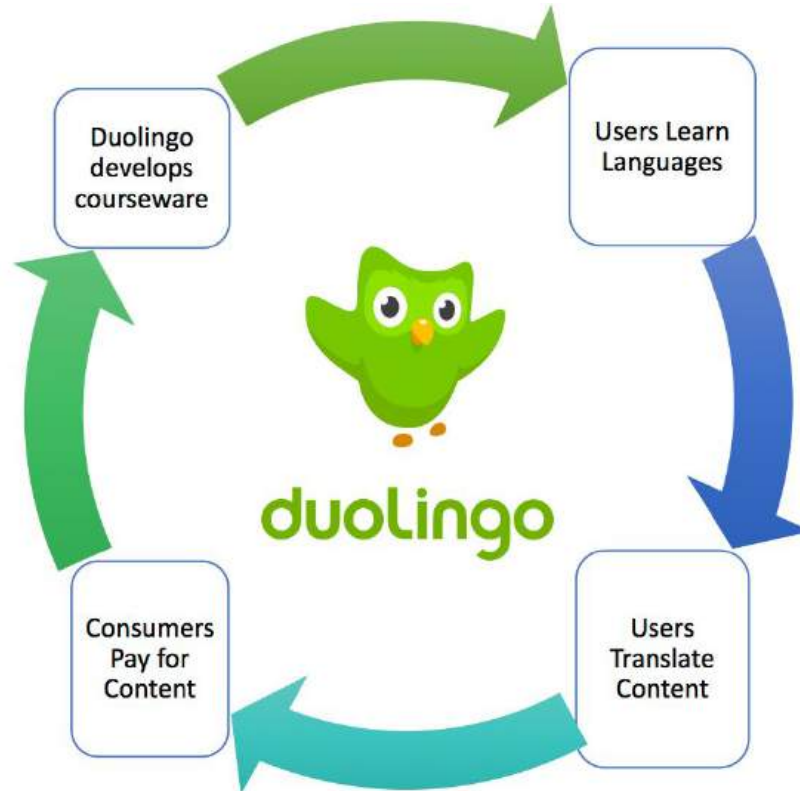 Duolingo
develops
courseware
Users Learn
Languages
duolingo
Consumers
Pay for
Content
Users
Translate
Content